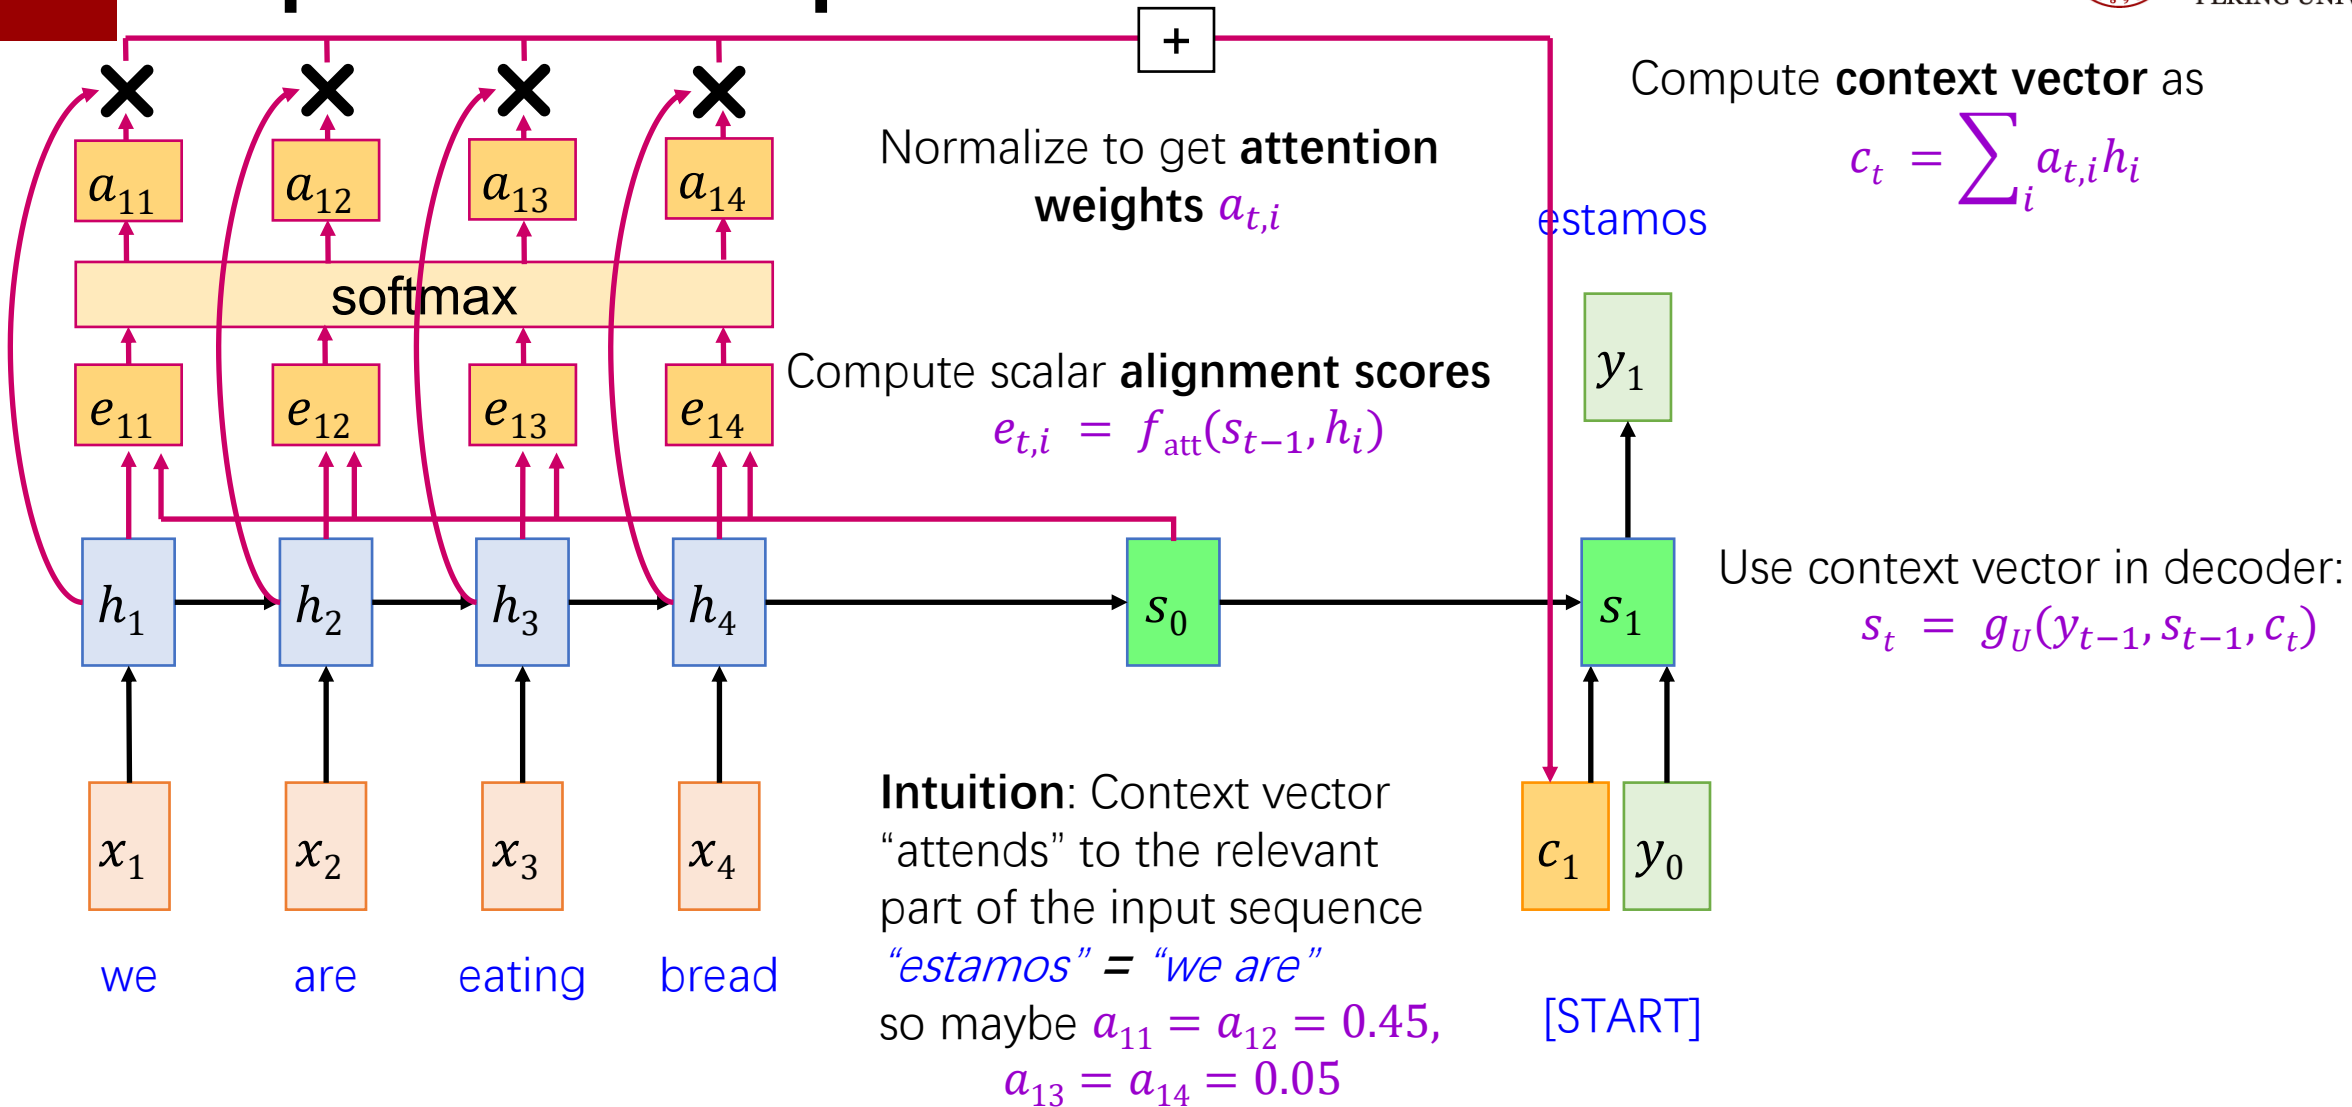 +
Compute context vector as
c_t = ∑_i a_{t,i} h_i
Normalize to get attention
weights a_{t,i}
a_11 a_12 a_13 a_14
estamos
softmax
y_1
Compute scalar alignment scores
e_{t,i} = f_att(s_{t−1}, h_i)
e_11 e_12 e_13 e_14
h_1 h_2 h_3 h_4 s_0 s_1
Use context vector in decoder:
s_t = g_U(y_{t−1}, s_{t−1}, c_t)
x_1 x_2 x_3 x_4 c_1 y_0
we are eating bread
[START]
Intuition: Context vector
“attends” to the relevant
part of the input sequence
“estamos” = “we are”
so maybe a_11 = a_12 = 0.45,
a_13 = a_14 = 0.05